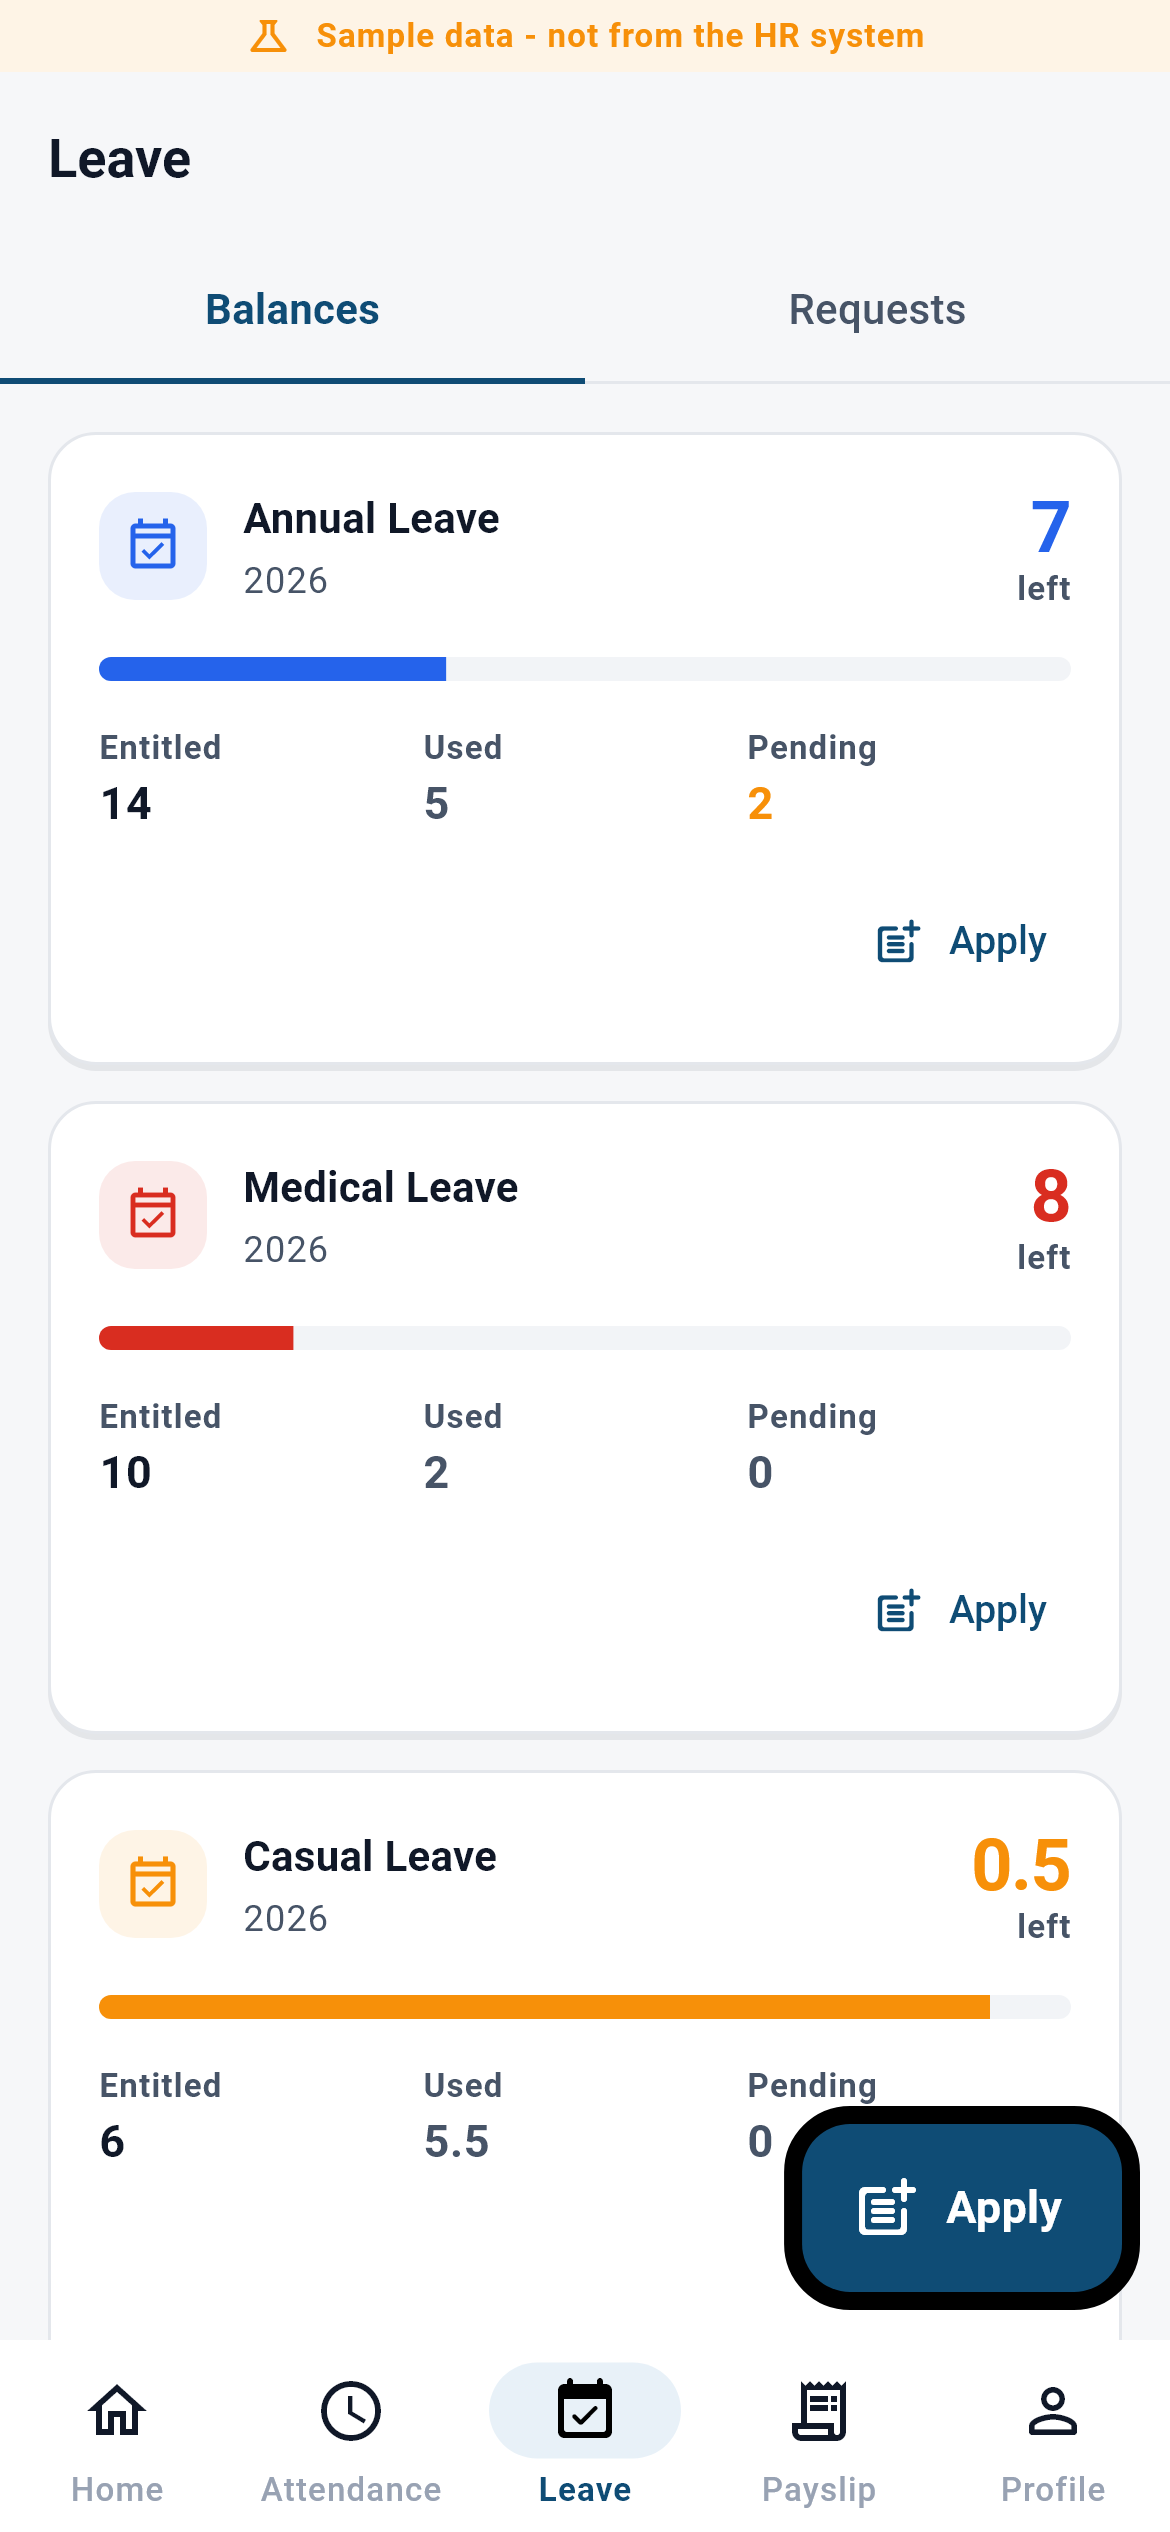 Sample data - not from the HR system
Leave
Balances
Requests
Annual Leave
2026
7
left
Entitled
Used
Pending
14
5
2
Apply
Medical Leave
2026
8
left
Entitled
Used
Pending
10
2
0
Apply
Casual Leave
2026
0.5
left
Entitled
Used
Pending
6
5.5
0
Apply
Home
Attendance
Leave
Payslip
Profile